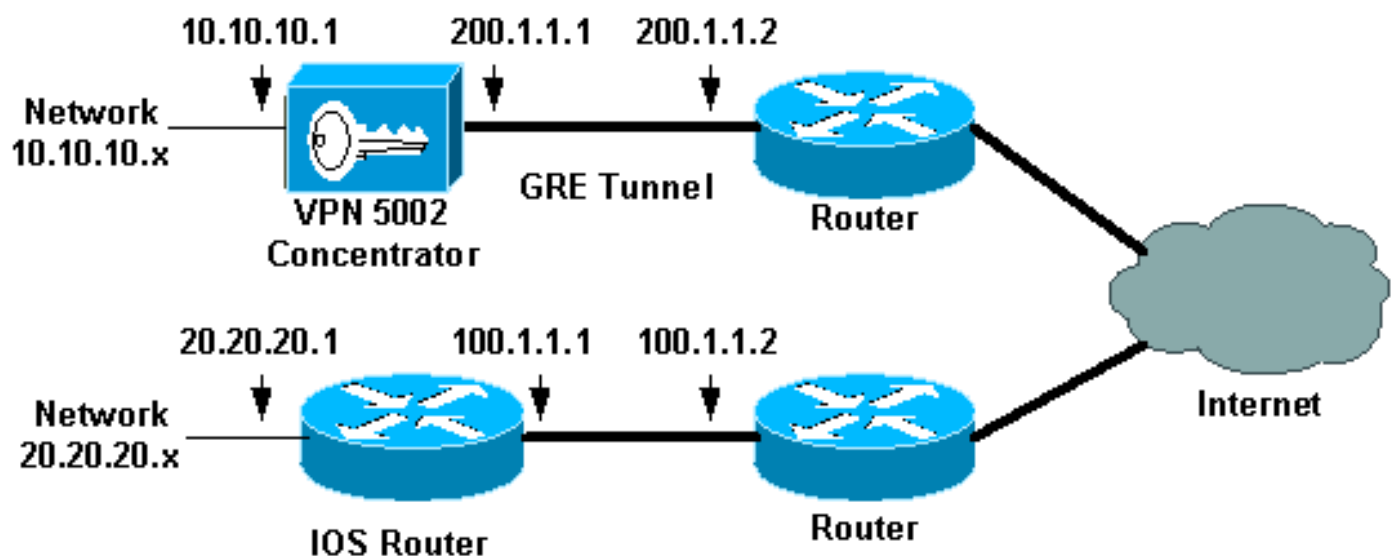 10.10.10.1 200.1.1.1 200.1.1.2
Network
10.10.10.x
GRE Tunnel
VPN 5002
Concentrator
Router
20.20.20.1 100.1.1.1 100.1.1.2
Network
20.20.20.x
Internet
IOS Router
Router